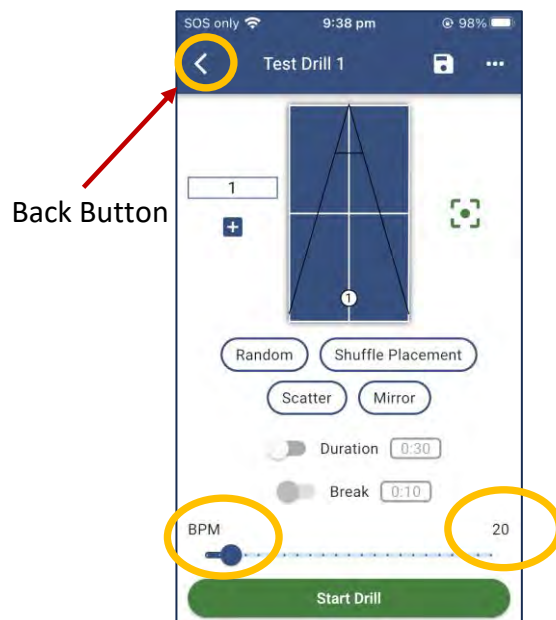 SOS only 9:38 pm 98%
Test Drill 1
1
Back Button
1
Random Shuffle Placement
Scatter Mirror
Duration 0:30
Break 0:10
BPM 20
Start Drill